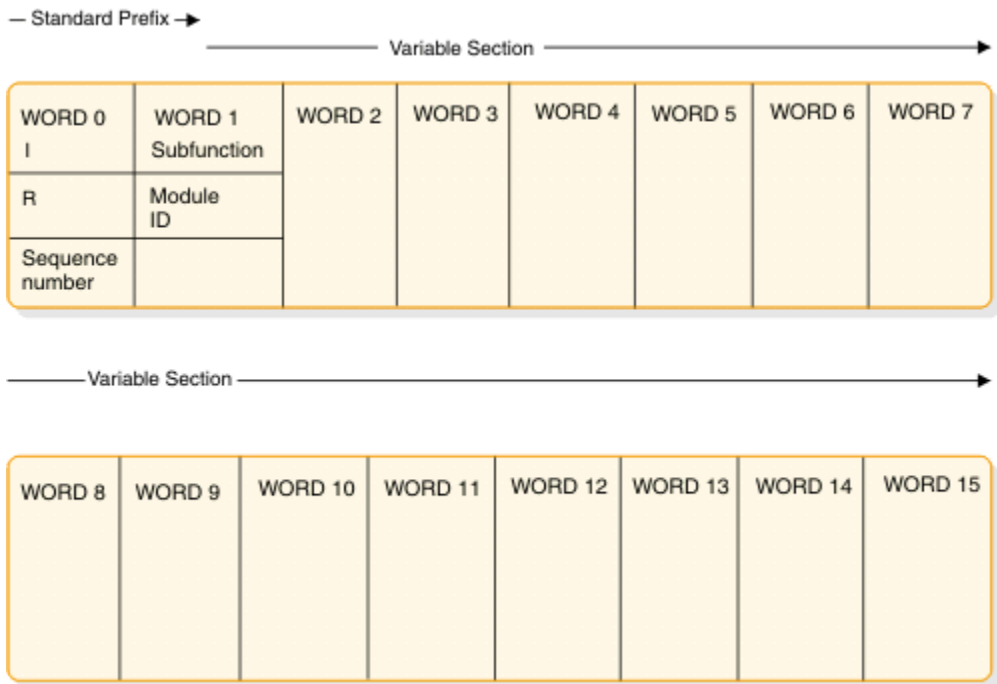 Standard Prefix
Variable Section
WORD 0 WORD 1 WORD 2 WORD 3 WORD 4 WORD 5 WORD 6 WORD 7
I Subfunction
R Module
ID
Sequence
number
Variable Section
WORD 8 WORD 9 WORD 10 WORD 11 WORD 12 WORD 13 WORD 14 WORD 15